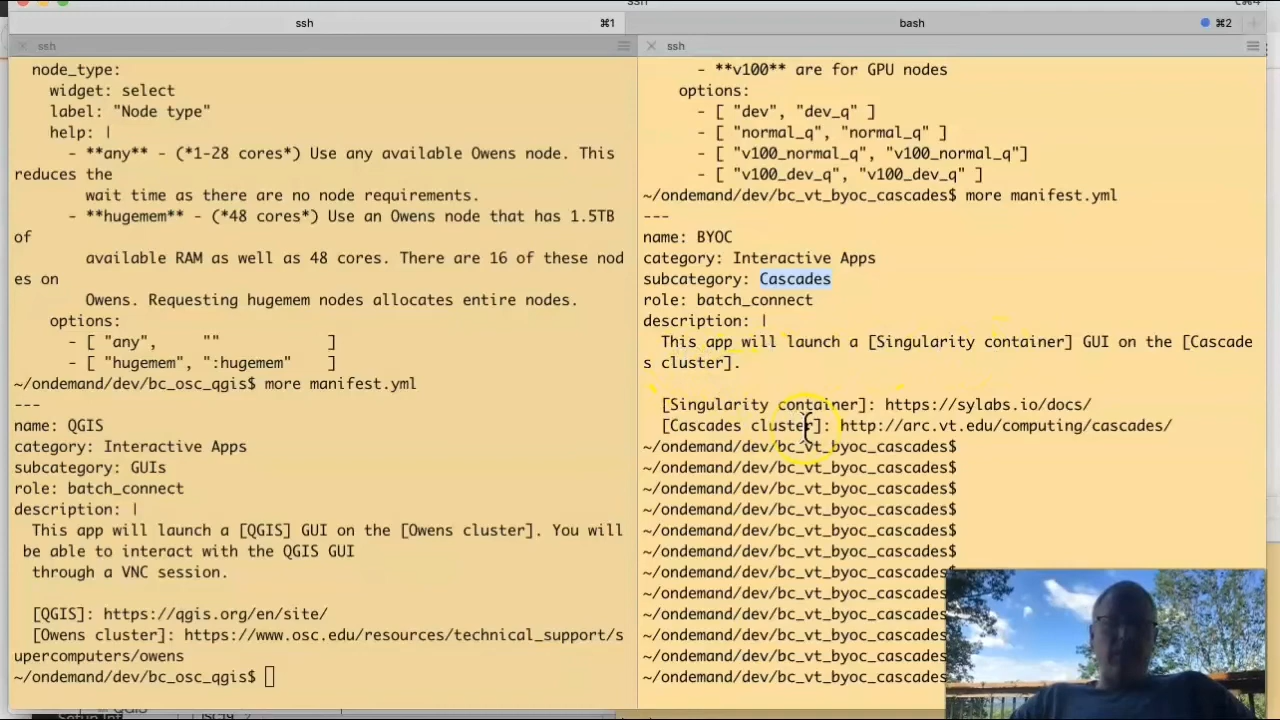 ssh
⌥⌘4
ssh ⌘1
bash ⌘2
ssh
node_type:
widget: select
label: "Node type"
help: |
- **any** - (*1-28 cores*) Use any available Owens node. This
reduces the
wait time as there are no node requirements.
- **hugemem** - (*48 cores*) Use an Owens node that has 1.5TB
of
available RAM as well as 48 cores. There are 16 of these nod
es on
Owens. Requesting hugemem nodes allocates entire nodes.
options:
- [ "any", "" ]
- [ "hugemem", ":hugemem" ]
~/ondemand/dev/bc_osc_qgis$ more manifest.yml
---
name: QGIS
category: Interactive Apps
subcategory: GUIs
role: batch_connect
description: |
This app will launch a [QGIS] GUI on the [Owens cluster]. You will
be able to interact with the QGIS GUI
through a VNC session.
[QGIS]: https://qgis.org/en/site/
[Owens cluster]: https://www.osc.edu/resources/technical_support/s
upercomputers/owens
~/ondemand/dev/bc_osc_qgis$
ssh
- **v100** are for GPU nodes
options:
- [ "dev", "dev_q" ]
- [ "normal_q", "normal_q" ]
- [ "v100_normal_q", "v100_normal_q"]
- [ "v100_dev_q", "v100_dev_q" ]
~/ondemand/dev/bc_vt_byoc_cascades$ more manifest.yml
---
name: BYOC
category: Interactive Apps
subcategory: Cascades
role: batch_connect
description: |
This app will launch a [Singularity container] GUI on the [Cascade
s cluster].
[Singularity container]: https://sylabs.io/docs/
[Cascades cluster]: http://arc.vt.edu/computing/cascades/
~/ondemand/dev/bc_vt_byoc_cascades$
~/ondemand/dev/bc_vt_byoc_cascades$
~/ondemand/dev/bc_vt_byoc_cascades$
~/ondemand/dev/bc_vt_byoc_cascades$
~/ondemand/dev/bc_vt_byoc_cascades$
~/ondemand/dev/bc_vt_byoc_cascades$
~/ondemand/dev/bc_vt_byoc_cascades
~/ondemand/dev/bc_vt_byoc_cascades
~/ondemand/dev/bc_vt_byoc_cascades
~/ondemand/dev/bc_vt_byoc_cascades
~/ondemand/dev/bc_vt_byoc_cascades
~/ondemand/dev/bc_vt_byoc_cascades